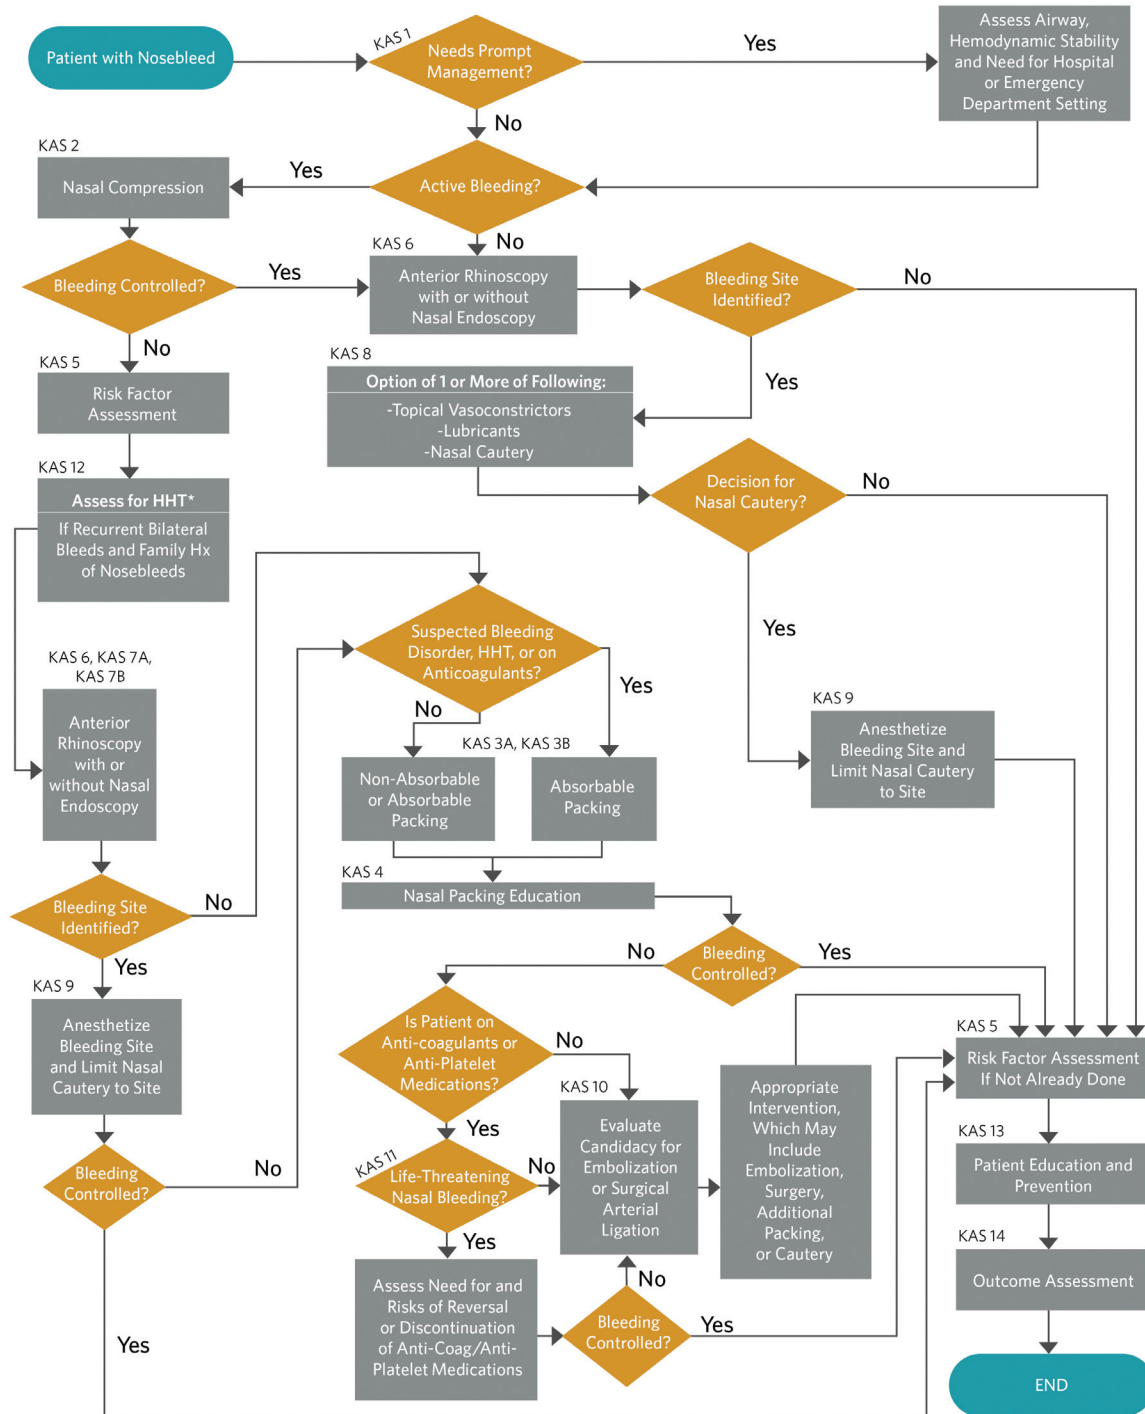 Patient with Nosebleed
KAS 1
Needs Prompt
Management?
Yes
Assess Airway,
Hemodynamic Stability
and Need for Hospital
or Emergency
Department Setting
No
KAS 2
Nasal Compression
Yes
Active Bleeding?
No
Bleeding Controlled?
Yes
KAS 6
Anterior Rhinoscopy
with or without
Nasal Endoscopy
Bleeding Site
Identified?
No
No
Yes
KAS 5
Risk Factor
Assessment
KAS 8
Option of 1 or More of Following:
-Topical Vasoconstrictors
-Lubricants
-Nasal Cautery
Decision for
Nasal Cautery?
No
Yes
KAS 12
Assess for HHT*
If Recurrent Bilateral
Bleeds and Family Hx
of Nosebleeds
Suspected Bleeding
Disorder, HHT, or on
Anticoagulants?
No
Yes
KAS 9
Anesthetize
Bleeding Site and
Limit Nasal Cautery
to Site
KAS 6, KAS 7A,
KAS 7B
Anterior
Rhinoscopy
with or
without Nasal
Endoscopy
KAS 3A, KAS 3B
Non-Absorbable
or Absorbable
Packing
Absorbable
Packing
KAS 4
Nasal Packing Education
Bleeding Site
Identified?
No
Yes
Bleeding
Controlled?
No
Yes
KAS 9
Anesthetize
Bleeding Site
and Limit Nasal
Cautery to Site
Is Patient on
Anti-coagulants or
Anti-Platelet
Medications?
No
Yes
KAS 10
Evaluate
Candidacy for
Embolization
or Surgical
Arterial
Ligation
Appropriate
Intervention,
Which May
Include
Embolization,
Surgery,
Additional
Packing,
or Cautery
KAS 5
Risk Factor Assessment
If Not Already Done
Bleeding
Controlled?
No
Yes
KAS 11
Life-Threatening
Nasal Bleeding?
No
Yes
Assess Need for and
Risks of Reversal
or Discontinuation
of Anti-Coag/Anti-
Platelet Medications
Bleeding
Controlled?
No
Yes
KAS 13
Patient Education and
Prevention
KAS 14
Outcome Assessment
END